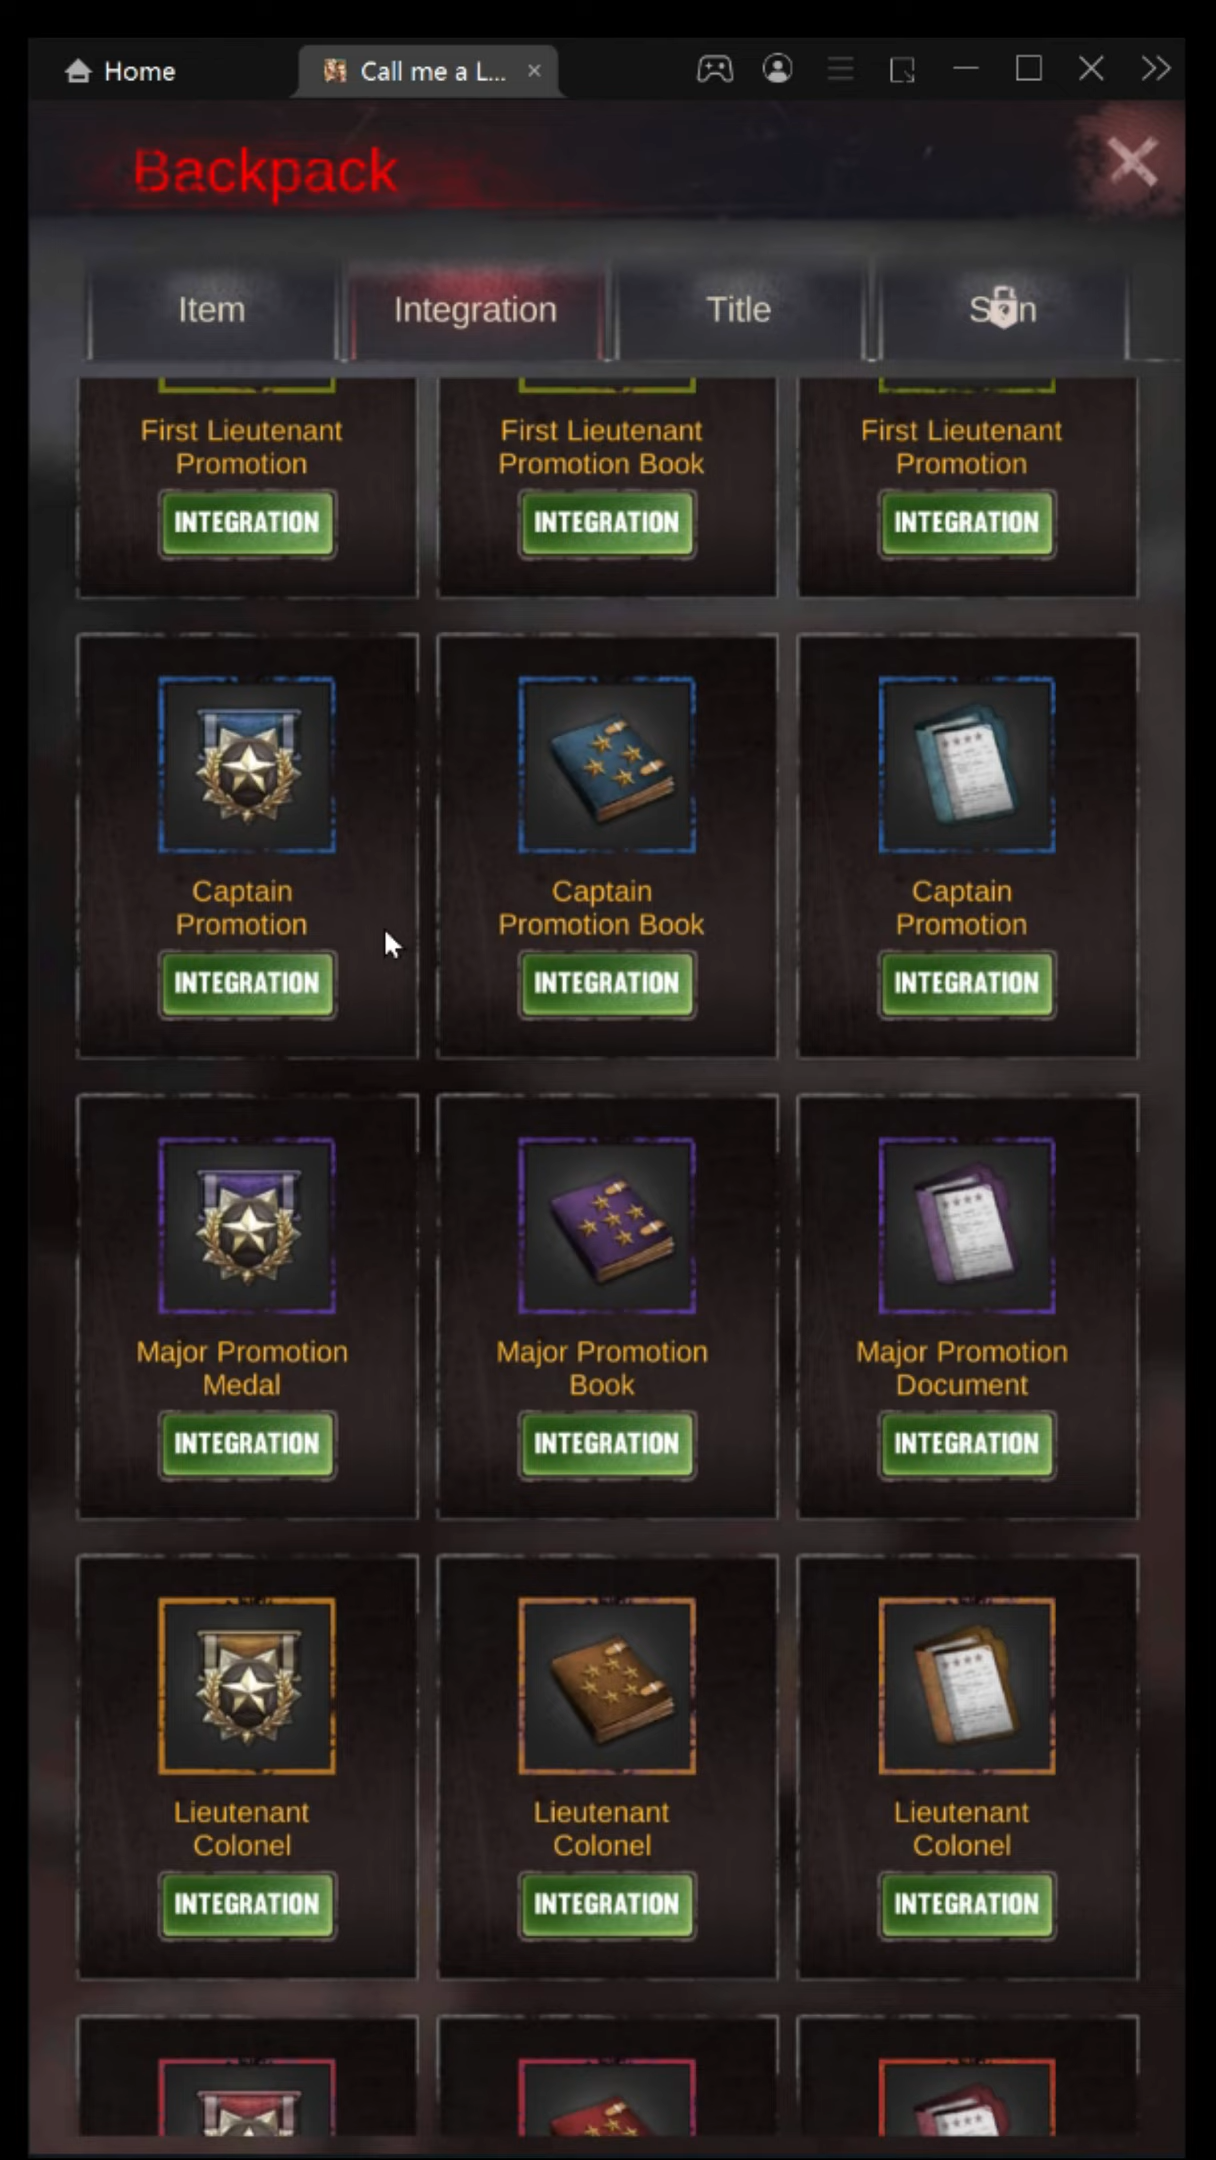 Home
Call me a L...
Backpack
Item
Integration
Title
First Lieutenant
Promotion
First Lieutenant
Promotion Book
First Lieutenant
Promotion
INTEGRATION
INTEGRATION
INTEGRATION
Captain
Promotion
Captain
Promotion Book
Captain
Promotion
INTEGRATION
INTEGRATION
INTEGRATION
Major Promotion
Medal
Major Promotion
Book
Major Promotion
Document
INTEGRATION
INTEGRATION
INTEGRATION
Lieutenant
Colonel
Lieutenant
Colonel
Lieutenant
Colonel
INTEGRATION
INTEGRATION
INTEGRATION